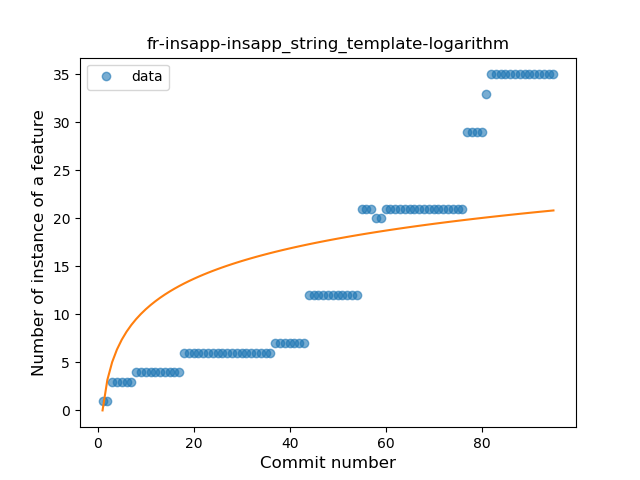 fr-insapp-insapp_string_template-logarithm
data
Number of instance of a feature
35
30
25
20
15
10
5
0
0 20 40 60 80
Commit number